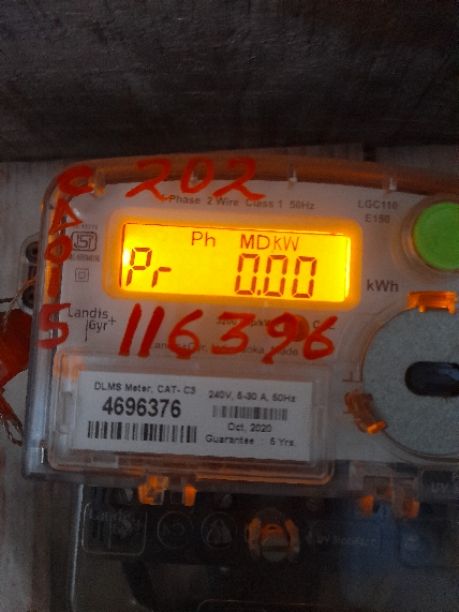 202
Phase 2 Wire Class 1 50Hz
LGC110
E150
ISI
Ph MD kW
Pr 0.00
kWh
CA015
Landis
Gyr+
116396
DLMS Meter, CAT- C3
240V, 5-30 A, 50Hz
4696376
Oct, 2020
Guarantee : 5 Yrs.